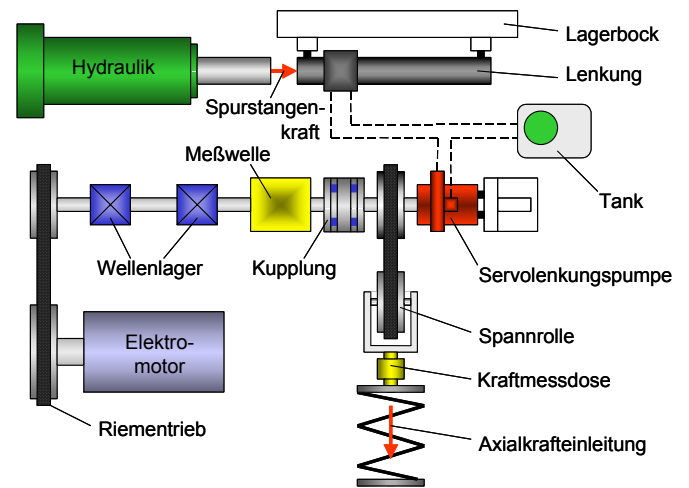 Hydraulik
Lagerbock
Lenkung
Spurstangen-
kraft
Meßwelle
Tank
Wellenlager
Kupplung
Servolenkungspumpe
Elektro-
motor
Spannrolle
Kraftmessdose
Riementrieb
Axialkrafteinleitung